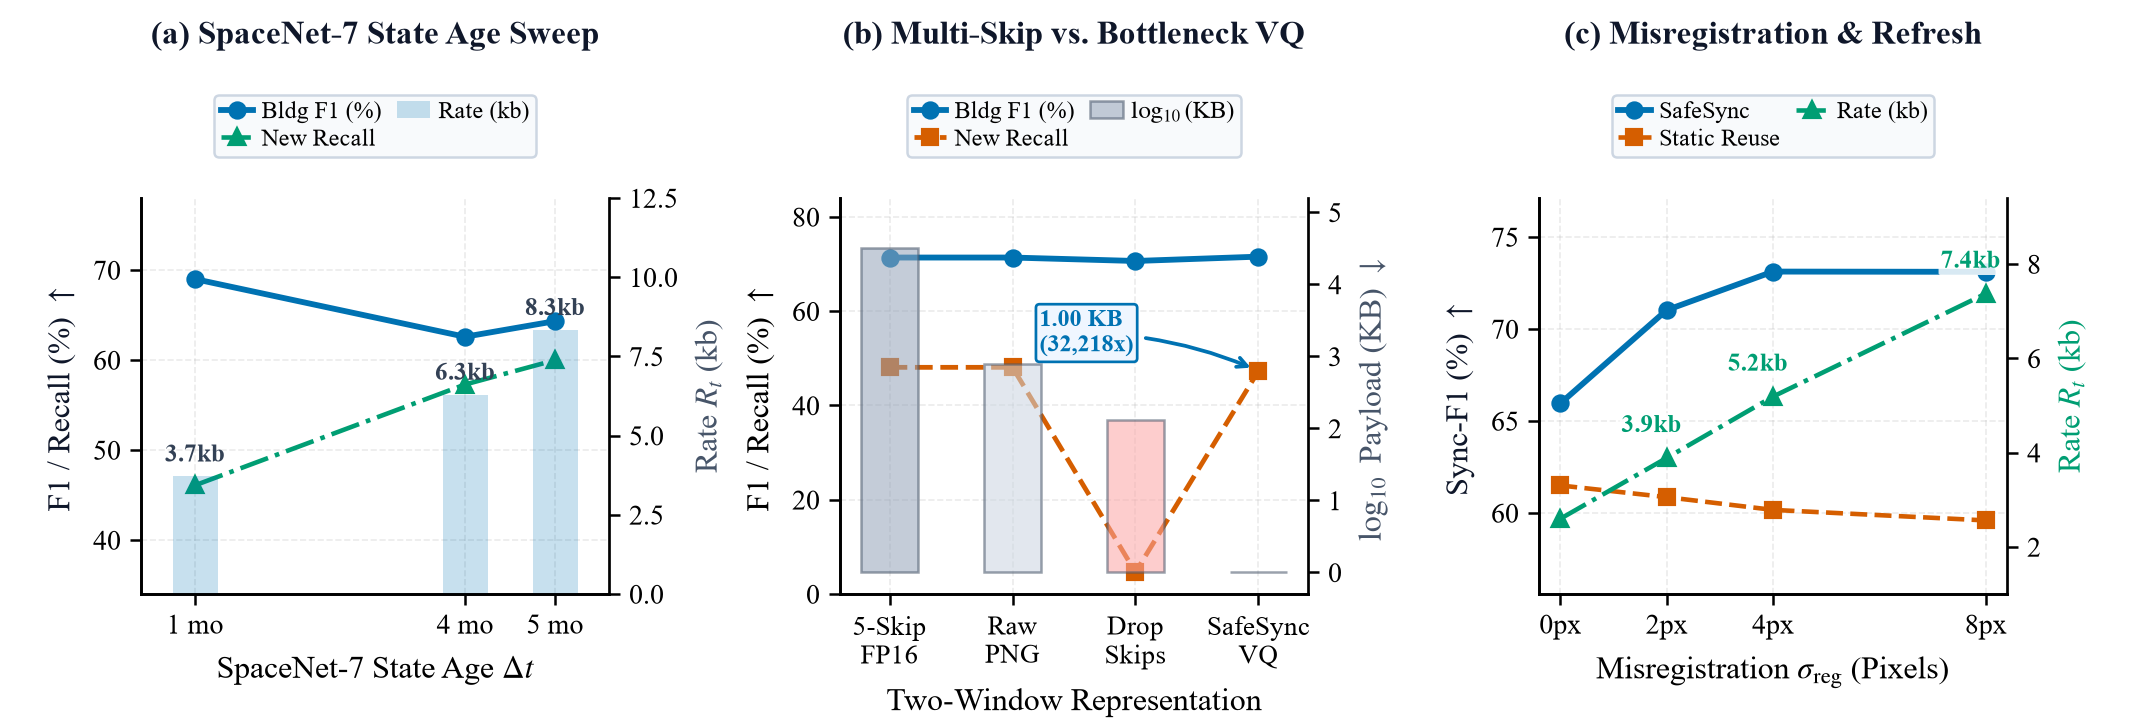 (a) SpaceNet-7 State Age Sweep
Bldg F1 (%)
Rate (kb)
New Recall
F1 / Recall (%) ↑
70
60
50
40
12.5
10.0
7.5
5.0
2.5
0.0
Rate Rₜ (kb)
3.7kb
6.3kb
8.3kb
1 mo
4 mo
5 mo
SpaceNet-7 State Age Δt
(b) Multi-Skip vs. Bottleneck VQ
Bldg F1 (%)
log₁₀ (KB)
New Recall
F1 / Recall (%) ↑
80
60
40
20
0
5
4
3
2
1
0
log₁₀ Payload (KB) ↓
1.00 KB
(32,218x)
5-Skip
FP16
Raw
PNG
Drop
Skips
SafeSync
VQ
Two-Window Representation
(c) Misregistration & Refresh
SafeSync
Rate (kb)
Static Reuse
Sync-F1 (%) ↑
75
70
65
60
8
6
4
2
Rate Rₜ (kb)
3.9kb
5.2kb
7.4kb
0px
2px
4px
8px
Misregistration σreg (Pixels)